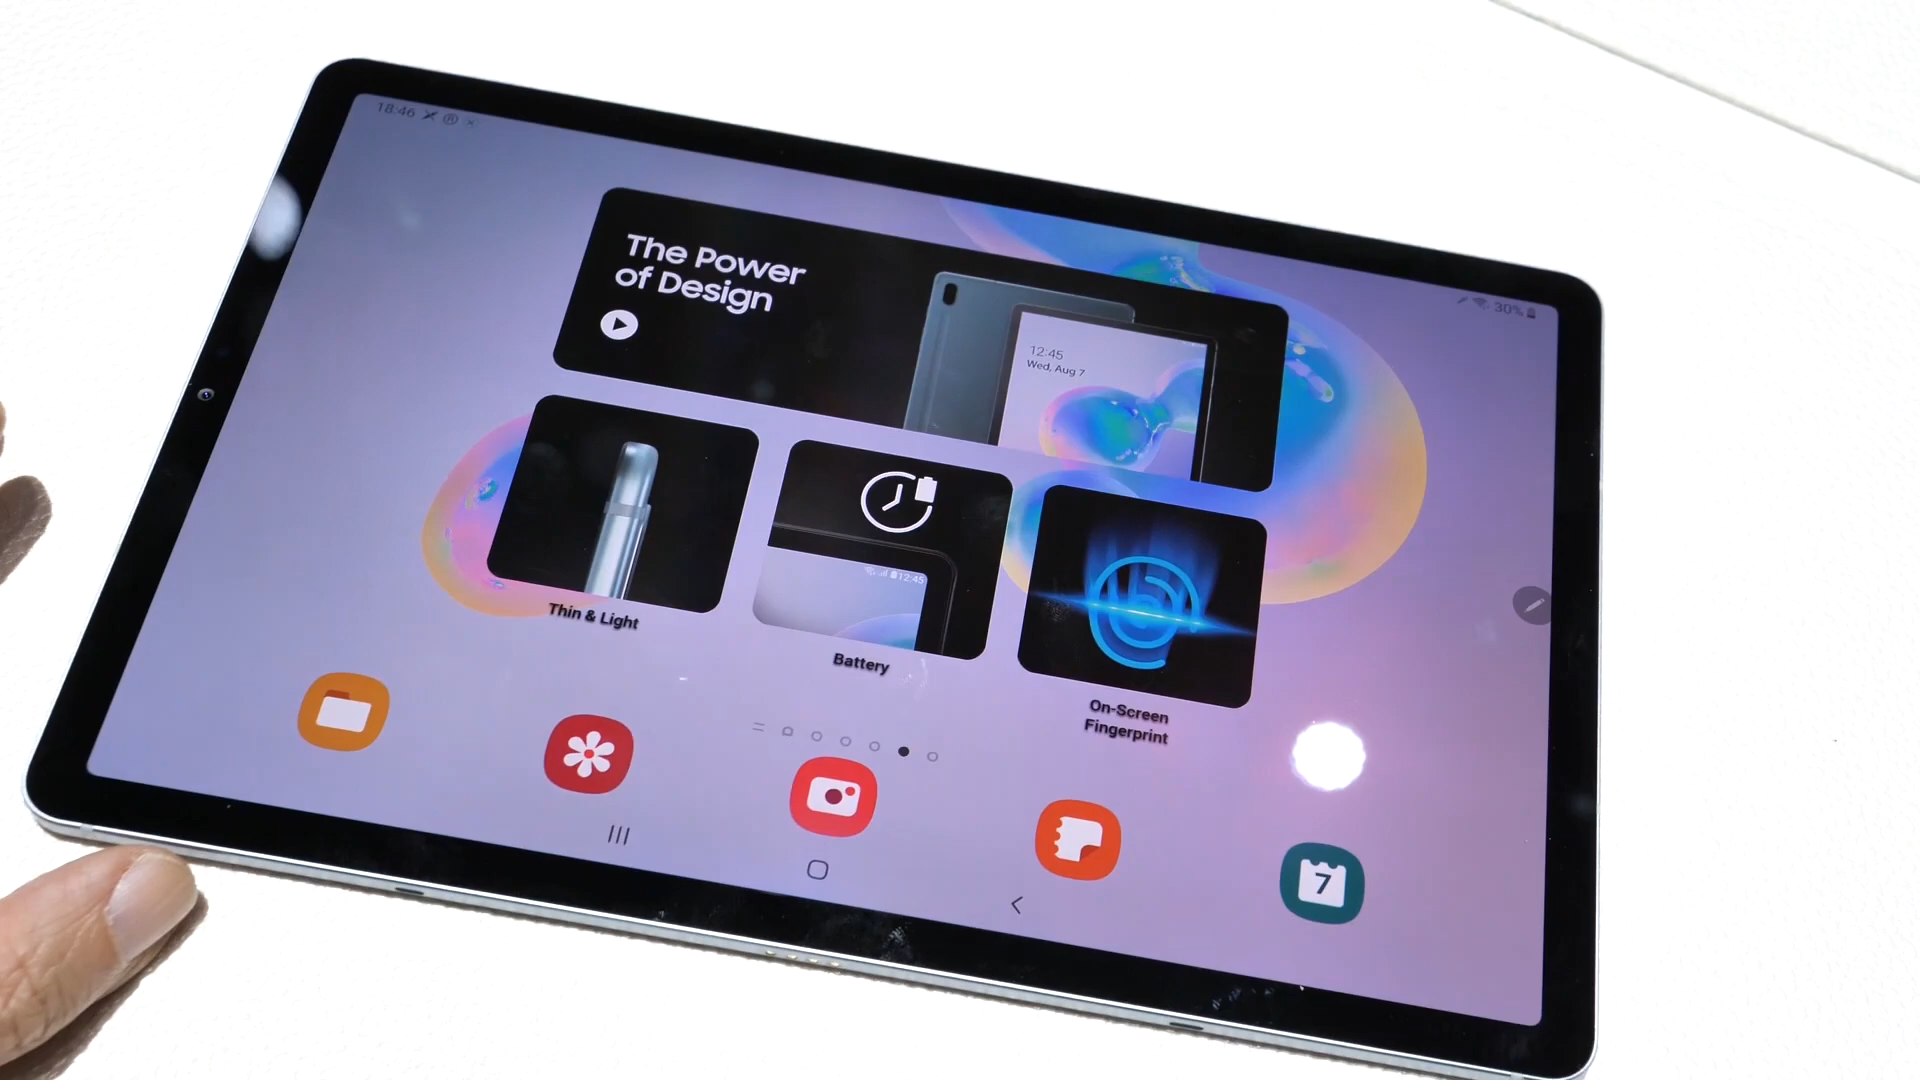 18:46
30%
The Power
of Design
12:45
Wed, Aug 7
12:45
Thin & Light
Battery
On-Screen
Fingerprint
7